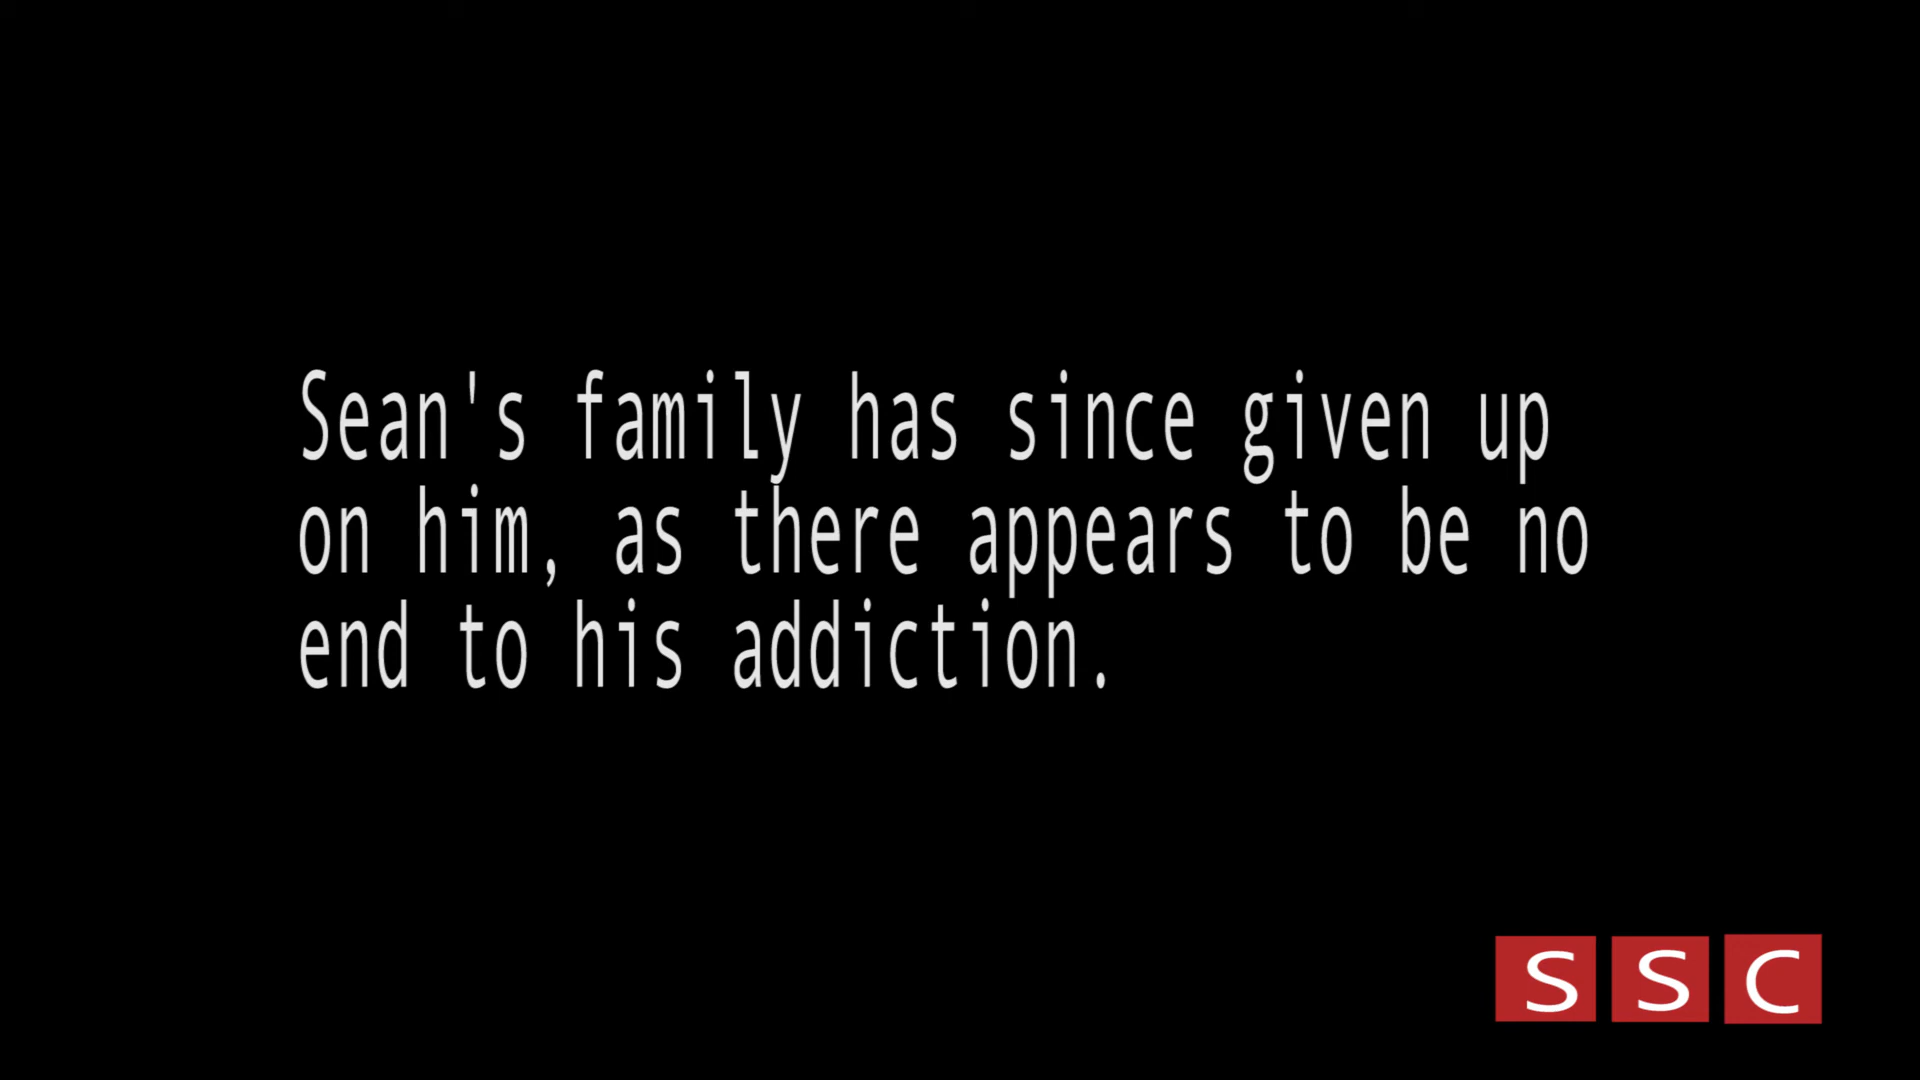 Sean's family has since given up
on him, as there appears to be no
end to his addiction.
SSC